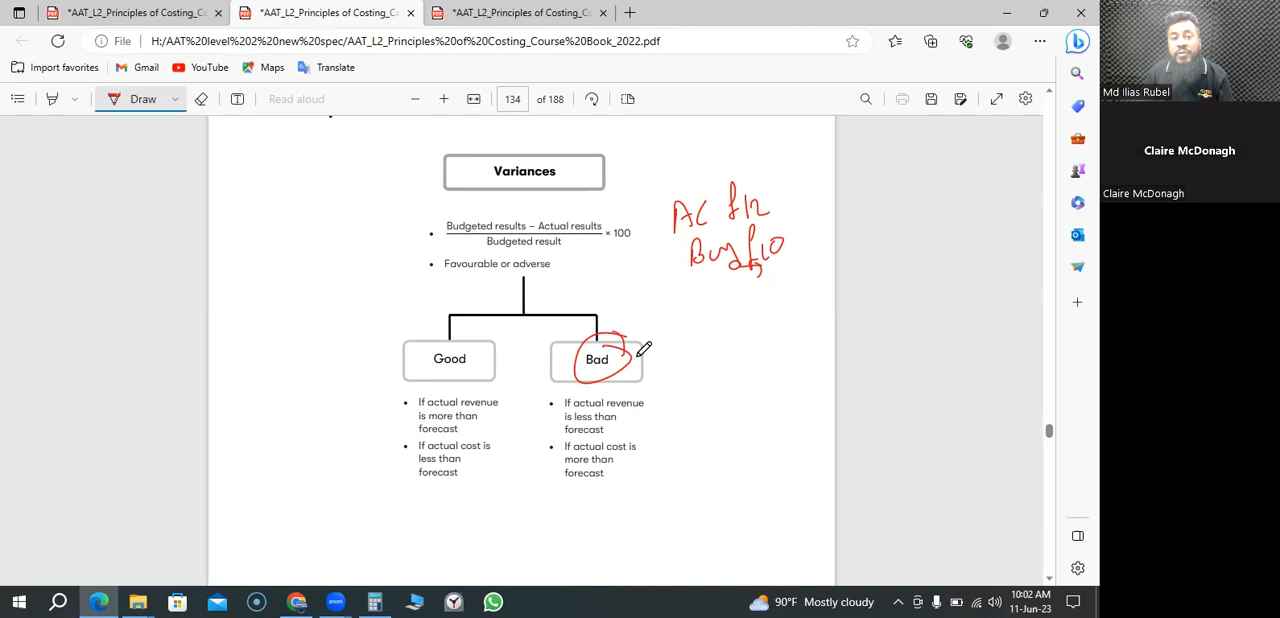 *AAT_L2_Principles of Costing_C
*AAT_L2_Principles of Costing_C
*AAT_L2_Principles of Costing_C
File
H:/AAT%20level%202%20new%20spec/AAT_L2_Principles%20of%20Costing_Course%20Book_2022.pdf
Import favorites
Gmail
YouTube
Maps
Translate
Draw
Read aloud
134
of 188
Variances
Budgeted results – Actual results
Budgeted result
× 100
• Favourable or adverse
AC £12
£10
Good
Bad
• If actual revenue
is more than
forecast
• If actual cost is
less than
forecast
• If actual revenue
is less than
forecast
• If actual cost is
more than
forecast
Md Ilias Rubel
Claire McDonagh
Claire McDonagh
90°F Mostly cloudy
10:02 AM
11-Jun-23